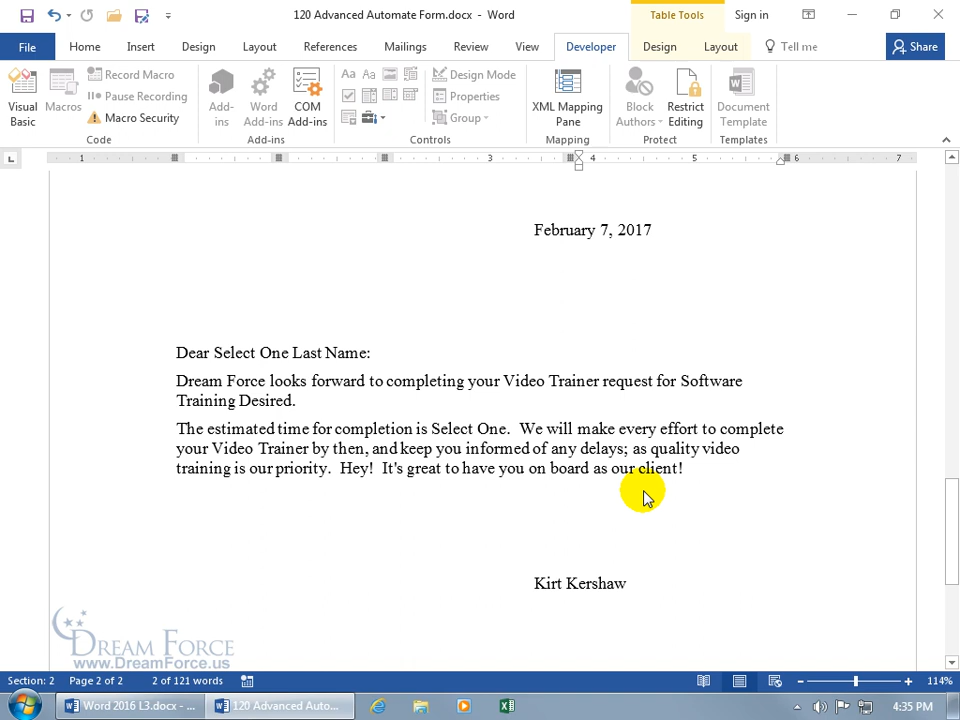 120 Advanced Automate Form.docx - Word
Table Tools
Sign in
File
Home
Insert
Design
Layout
References
Mailings
Review
View
Developer
Design
Layout
Tell me
Share
Visual Basic
Macros
Record Macro
Pause Recording
Macro Security
Code
Add-ins
Word Add-ins
COM Add-ins
Add-ins
Aa Aa
Design Mode
Properties
Group
Controls
XML Mapping Pane
Mapping
Block Authors
Restrict Editing
Protect
Document Template
Templates
1 3 4 5 6 7
February 7, 2017
Dear Select One Last Name:
Dream Force looks forward to completing your Video Trainer request for Software
Training Desired.
The estimated time for completion is Select One.  We will make every effort to complete
your Video Trainer by then, and keep you informed of any delays; as quality video
training is our priority.  Hey!  It's great to have you on board as our client!
Kirt Kershaw
DREAM FORCE
www.DreamForce.us
Section: 2 Page 2 of 2 2 of 121 words
114%
Word 2016 L3.docx - ...
120 Advanced Auto...
4:35 PM